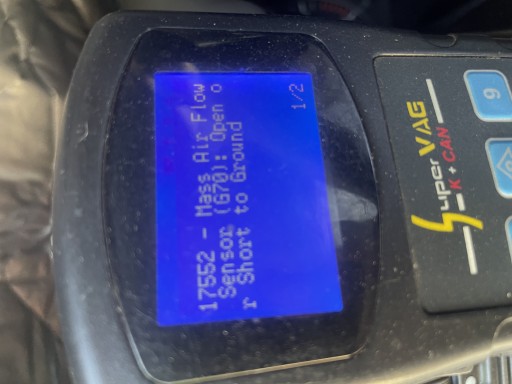 17552 - Mass Air Flow
Sensor (G70): Open o
r Short to Ground
1/2
Super VAG
K + CAN
9